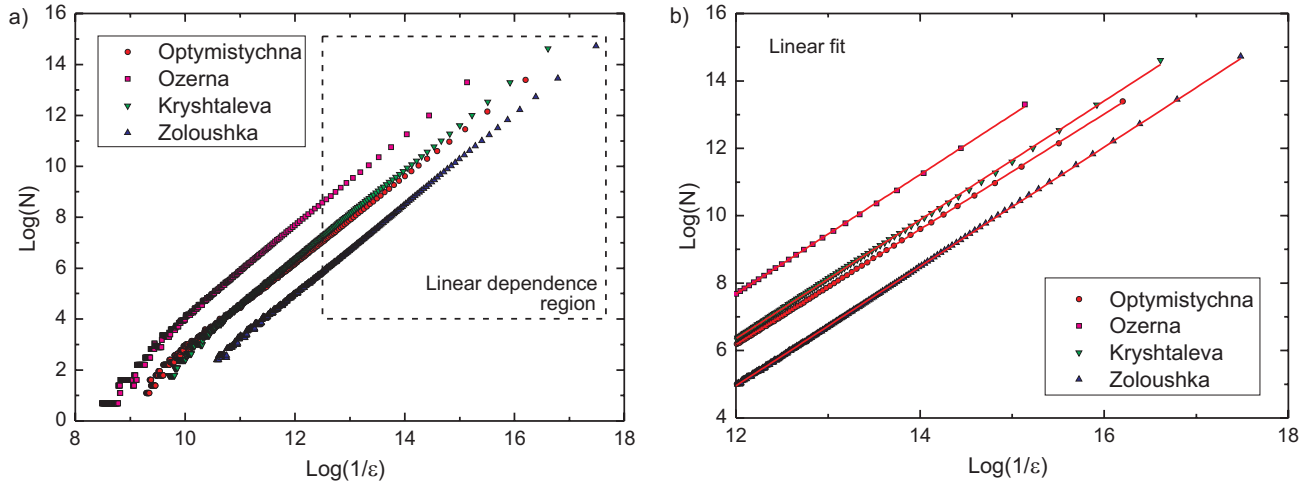 a)
16
14
12
10
8
6
4
2
0
Log(N)
Optymistychna
Ozerna
Kryshtaleva
Zoloushka
Linear dependence
region
8 10 12 14 16 18
Log(1/ε)
b)
16
14
12
10
8
6
4
Log(N)
Linear fit
Optymistychna
Ozerna
Kryshtaleva
Zoloushka
12 14 16 18
Log(1/ε)